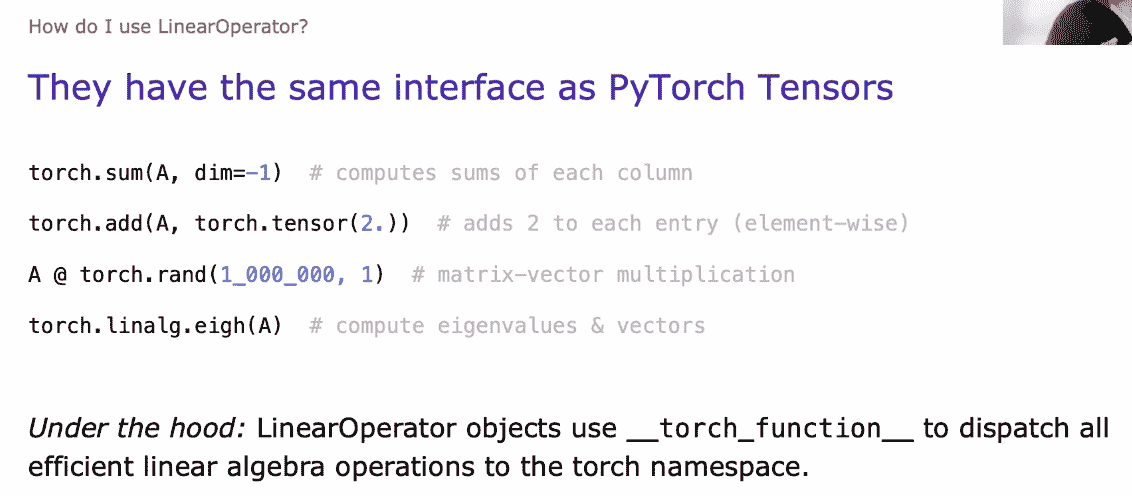 How do I use LinearOperator?
They have the same interface as PyTorch Tensors
torch.sum(A, dim=-1)  # computes sums of each column
torch.add(A, torch.tensor(2.))  # adds 2 to each entry (element-wise)
A @ torch.rand(1_000_000, 1)  # matrix-vector multiplication
torch.linalg.eigh(A)  # compute eigenvalues & vectors
Under the hood: LinearOperator objects use __torch_function__ to dispatch all
efficient linear algebra operations to the torch namespace.